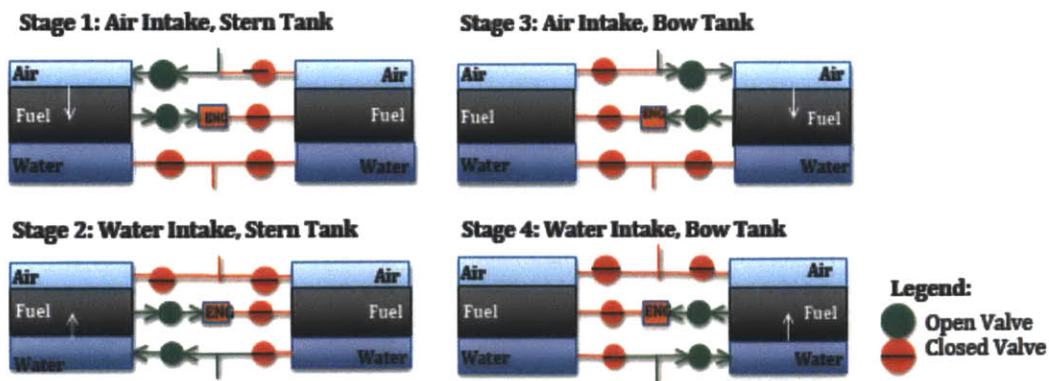 Stage 1: Air Intake, Stern Tank
Air
Fuel
Water
ENG
Air
Fuel
Water
Stage 3: Air Intake, Bow Tank
Air
Fuel
Water
ENG
Air
Fuel
Water
Stage 2: Water Intake, Stern Tank
Air
Fuel
Water
ENG
Air
Fuel
Water
Stage 4: Water Intake, Bow Tank
Air
Fuel
Water
ENG
Air
Fuel
Water
Legend:
Open Valve
Closed Valve